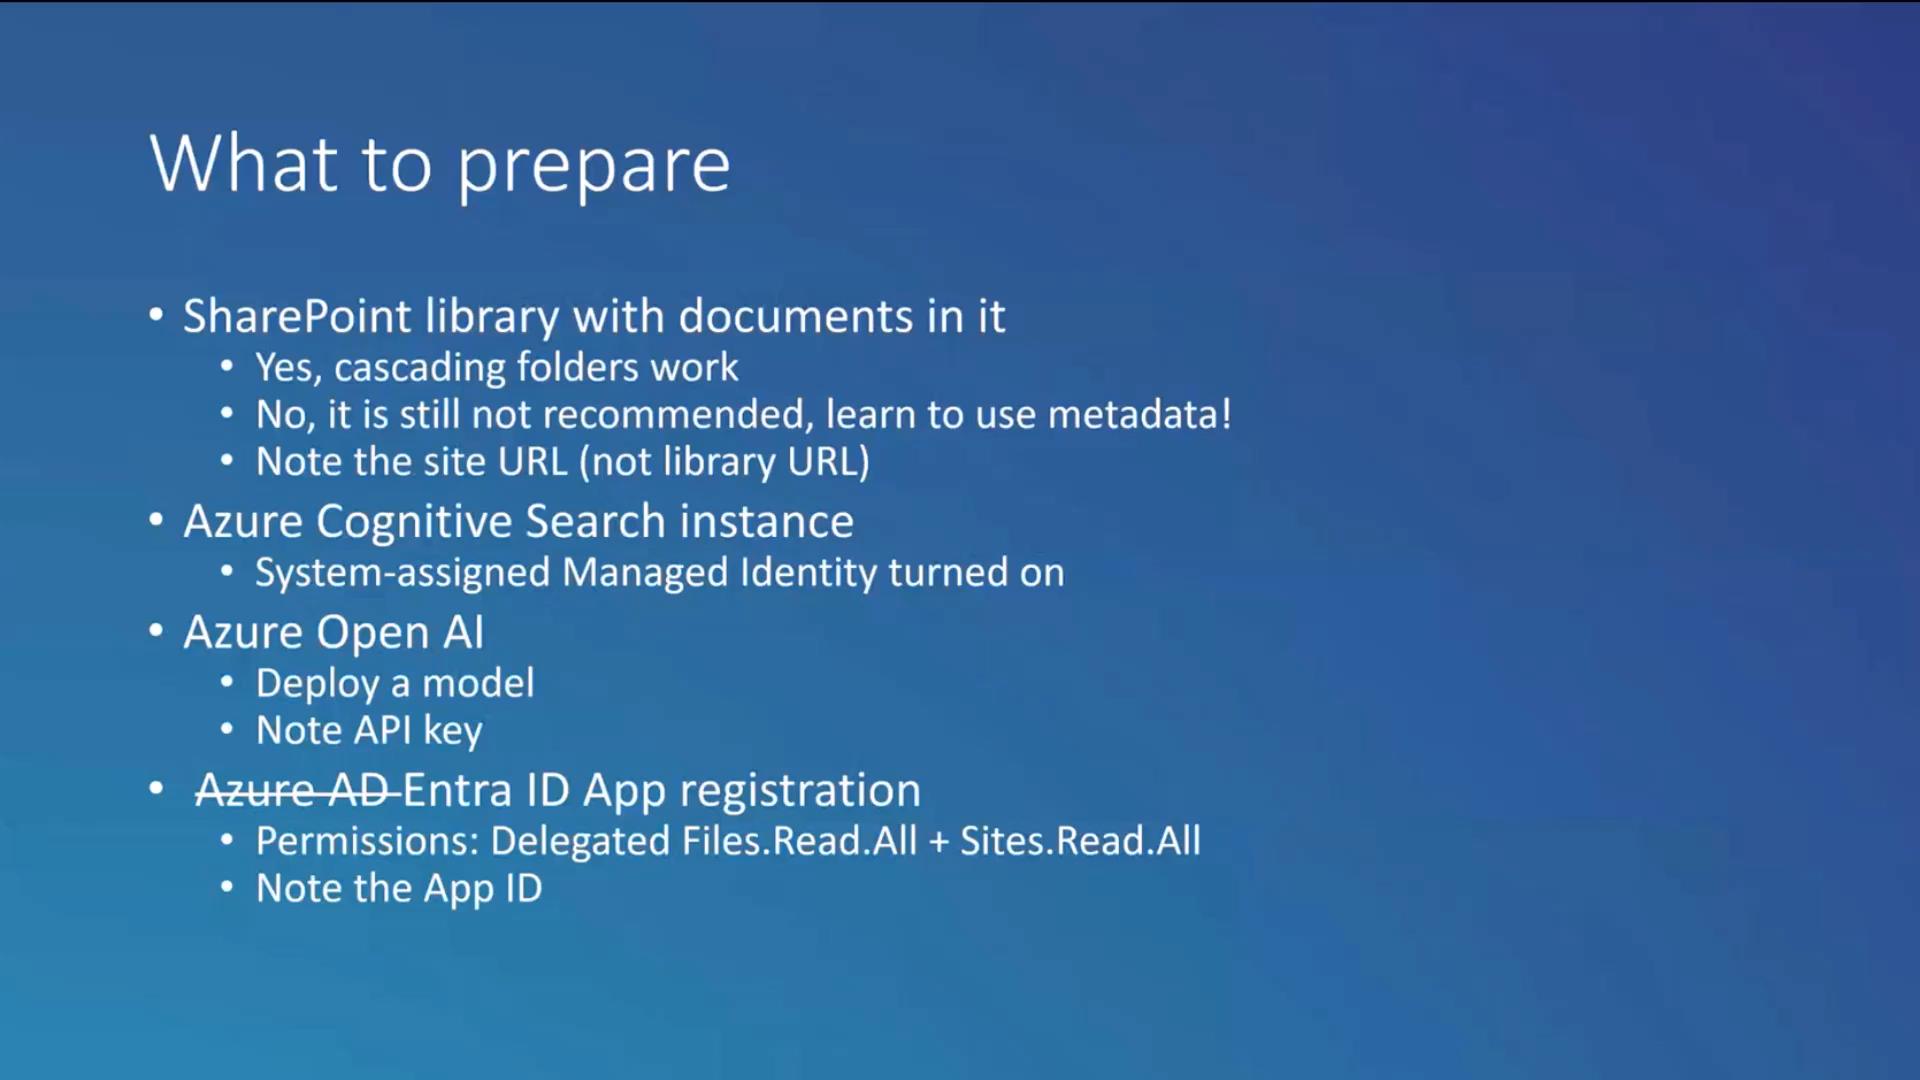 What to prepare
• SharePoint library with documents in it
• Yes, cascading folders work
• No, it is still not recommended, learn to use metadata!
• Note the site URL (not library URL)
• Azure Cognitive Search instance
• System-assigned Managed Identity turned on
• Azure Open AI
• Deploy a model
• Note API key
• Azure AD Entra ID App registration
• Permissions: Delegated Files.Read.All + Sites.Read.All
• Note the App ID